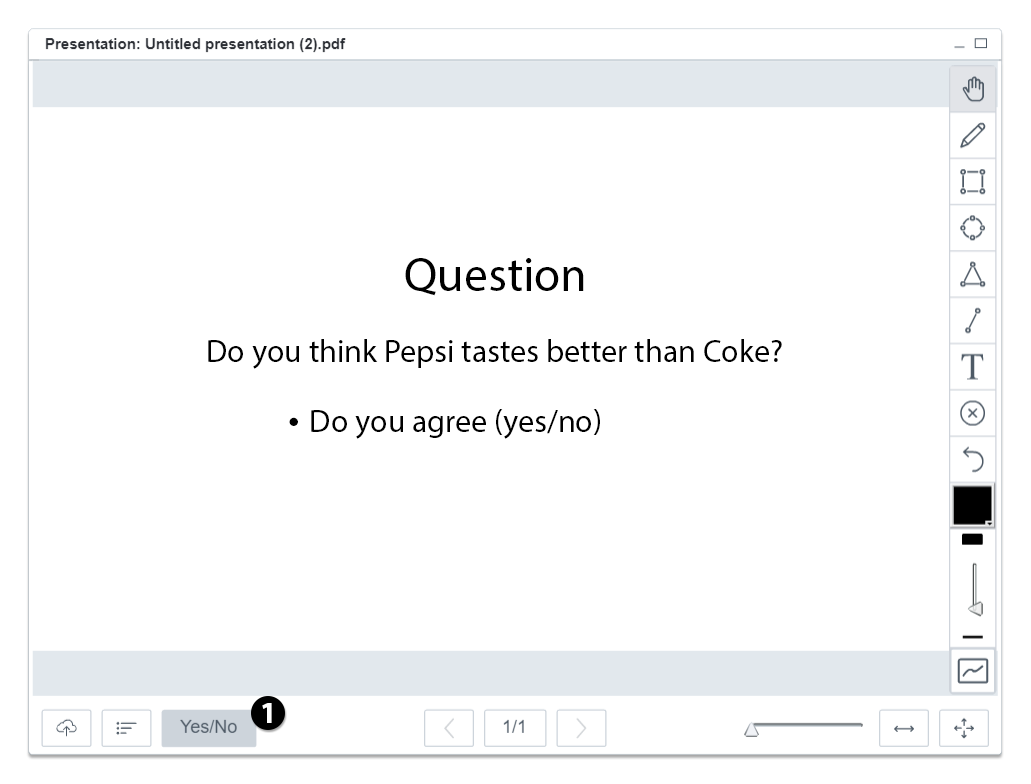 Presentation: Untitled presentation (2).pdf
Question
Do you think Pepsi tastes better than Coke?
• Do you agree (yes/no)
T
Yes/No
1
1/1